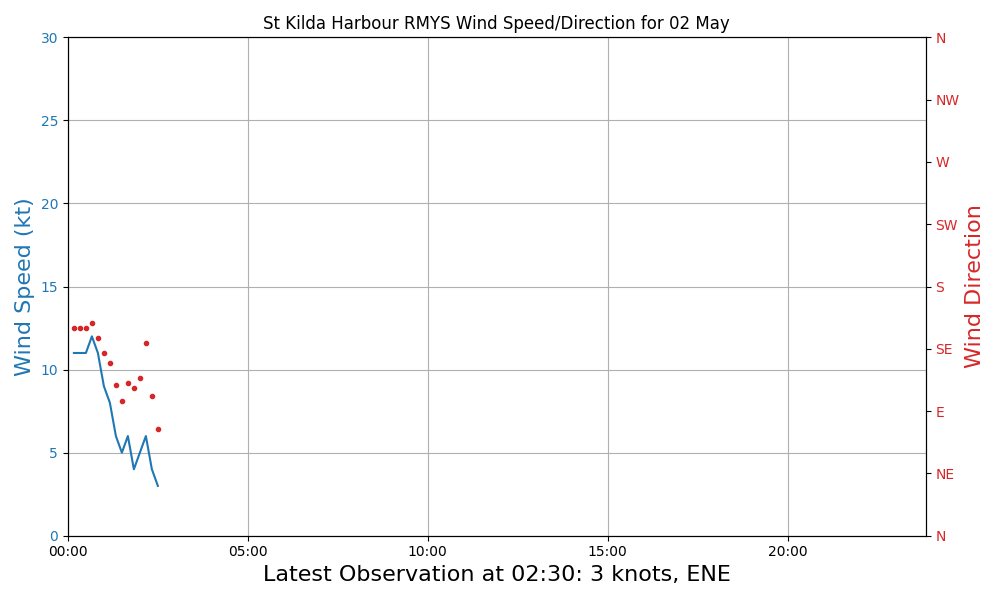 St Kilda Harbour RMYS Wind Speed/Direction for 02 May
30
25
20
15
10
5
0
Wind Speed (kt)
N
NW
W
SW
S
SE
E
NE
N
Wind Direction
00:00
05:00
10:00
15:00
20:00
Latest Observation at 02:30: 3 knots, ENE